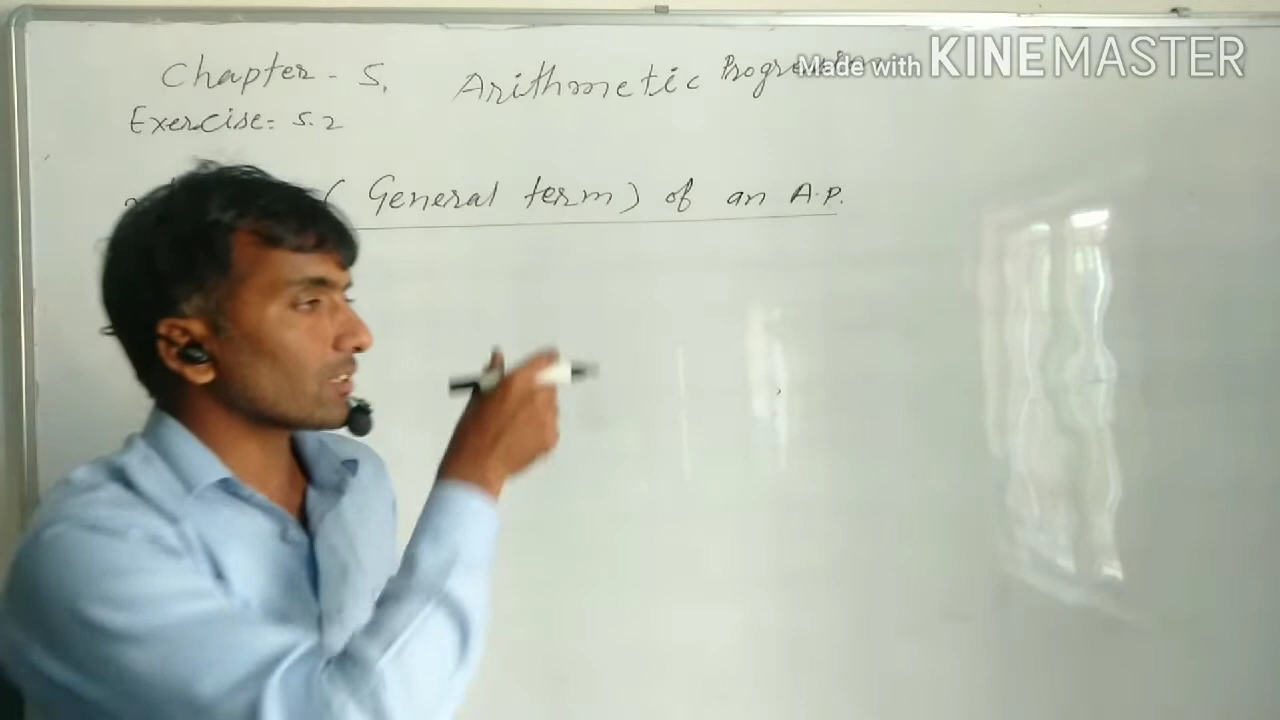 Chapter - 5. Arithmetic Progression
Made with KINEMASTER
Exercise: 5.2
( General term ) of an A.P.